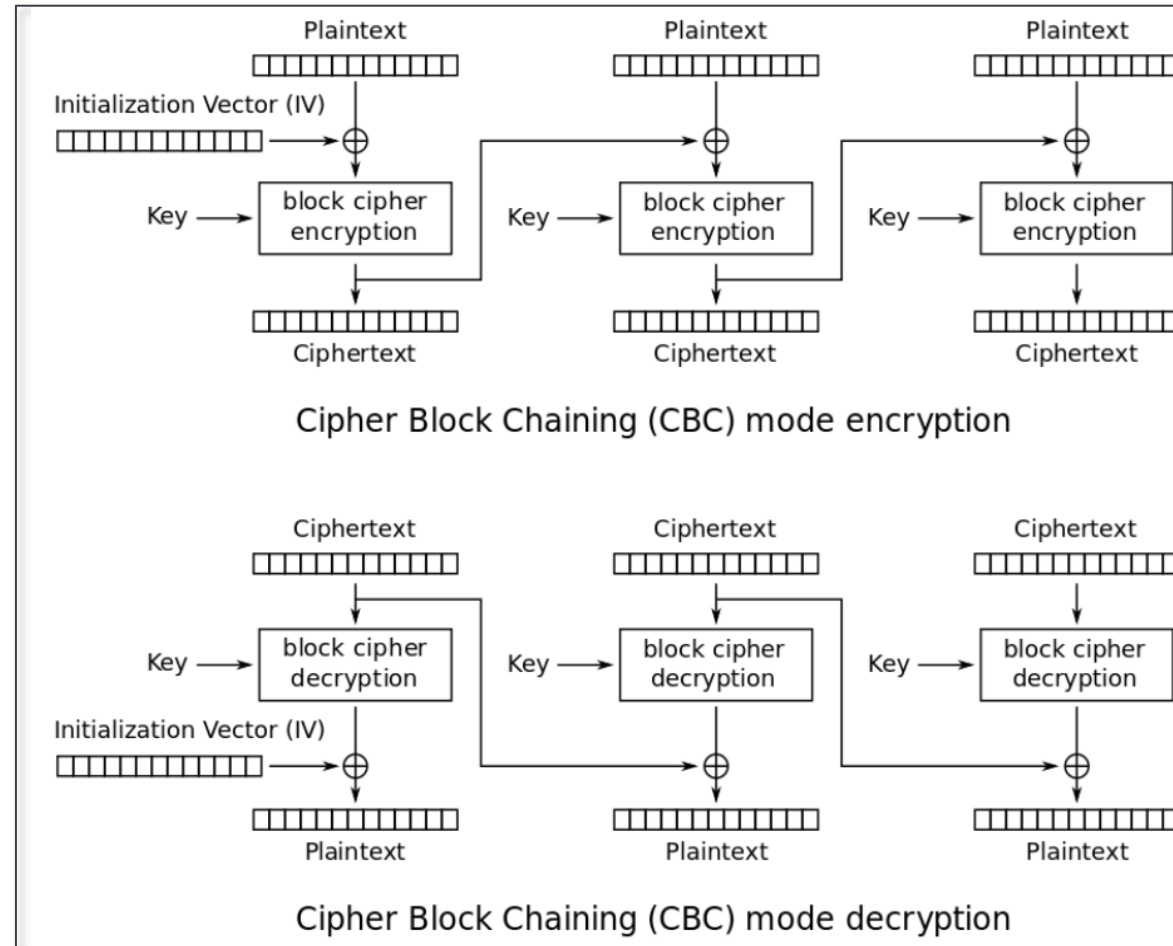 Plaintext Plaintext Plaintext
Initialization Vector (IV)
Key block cipher encryption Key block cipher encryption Key block cipher encryption
Ciphertext Ciphertext Ciphertext
Cipher Block Chaining (CBC) mode encryption
Ciphertext Ciphertext Ciphertext
Key block cipher decryption Key block cipher decryption Key block cipher decryption
Initialization Vector (IV)
Plaintext Plaintext Plaintext
Cipher Block Chaining (CBC) mode decryption